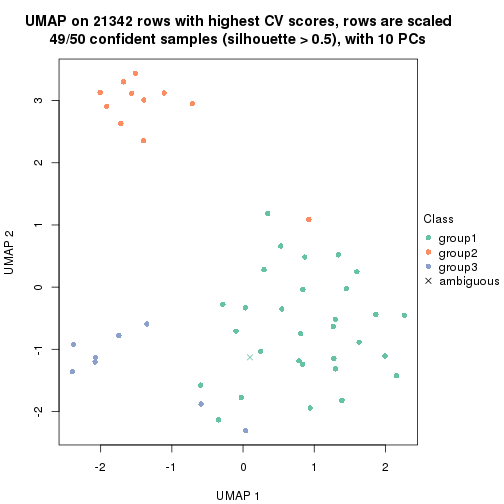 UMAP on 21342 rows with highest CV scores, rows are scaled
49/50 confident samples (silhouette > 0.5), with 10 PCs
3
2
1
0
-1
-2
UMAP 2
-2
-1
0
1
2
UMAP 1
Class
group1
group2
group3
ambiguous